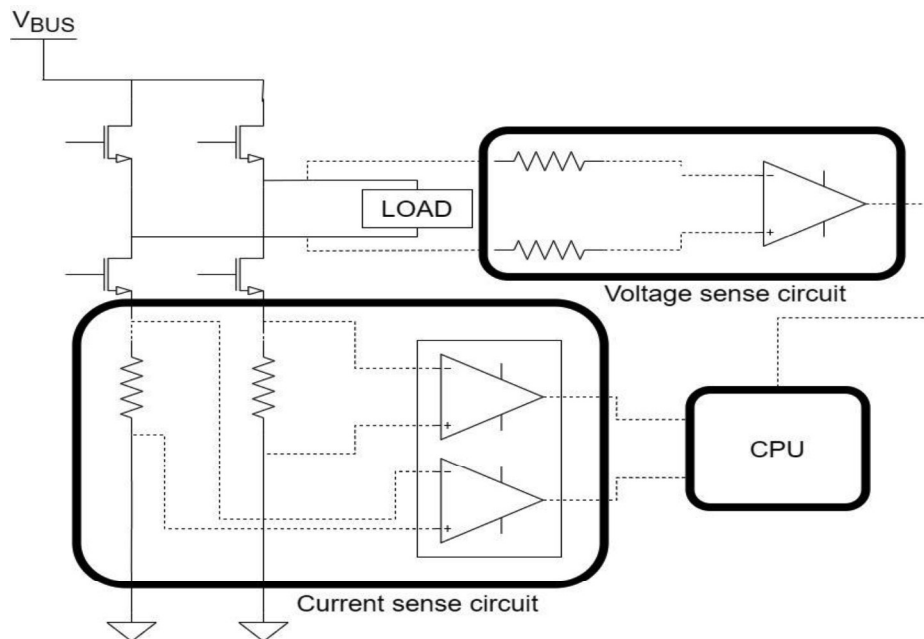 VBUS
LOAD
−
+
Voltage sense circuit
−
+
CPU
−
+
Current sense circuit